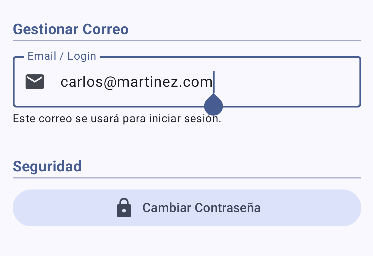 Gestionar Correo
Email / Login
carlos@martinez.com
Este correo se usará para iniciar sesión.
Seguridad
Cambiar Contraseña